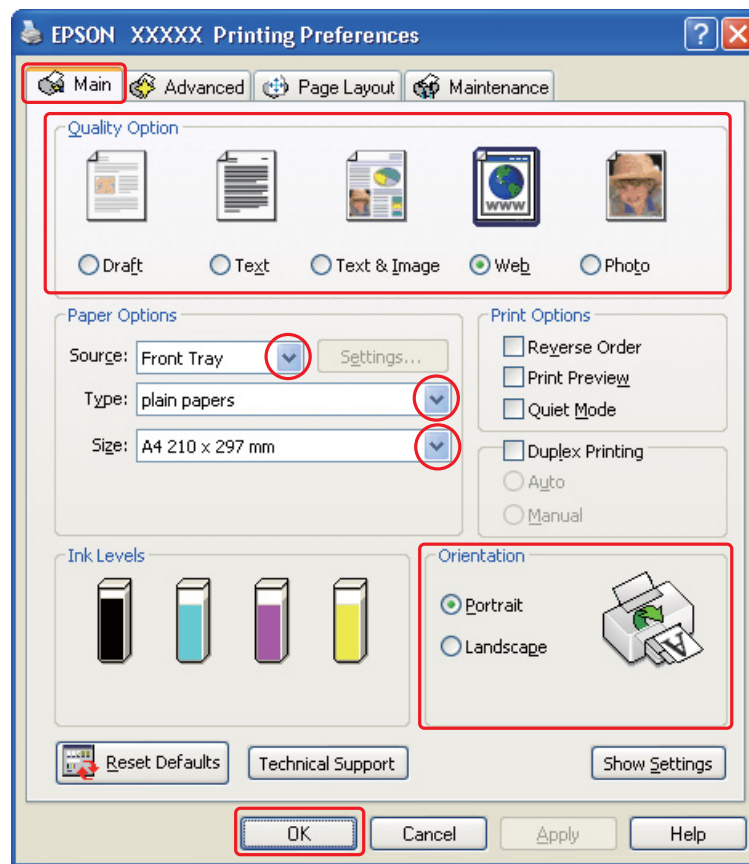 EPSON XXXXX Printing Preferences
Main Advanced Page Layout Maintenance
Quality Option
WWW
Draft Text Text & Image Web Photo
Paper Options
Source: Front Tray Settings...
Type: plain papers
Size: A4 210 x 297 mm
Print Options
Reverse Order
Print Preview
Quiet Mode
Duplex Printing
Auto
Manual
Ink Levels
Orientation
Portrait
Landscape
A
Reset Defaults Technical Support Show Settings
OK Cancel Apply Help